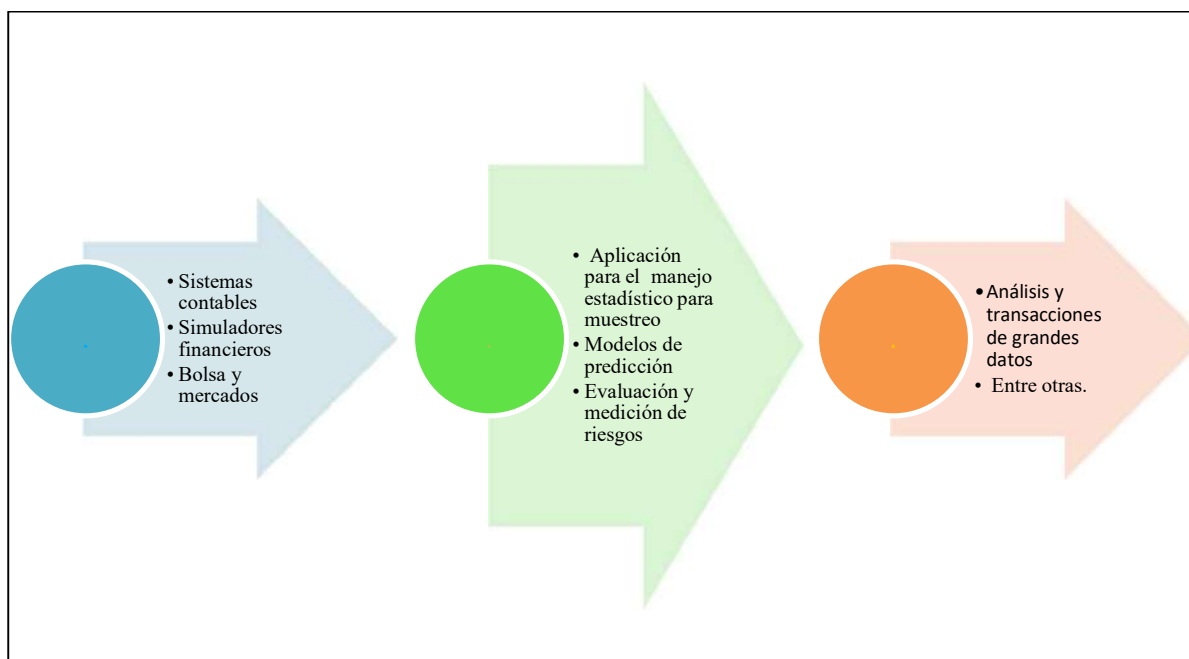 • Sistemas
contables
• Simuladores
financieros
• Bolsa y
mercados
• Aplicación
para el manejo
estadístico para
muestreo
• Modelos de
predicción
• Evaluación y
medición de
riesgos
• Análisis y
transacciones
de grandes
datos
• Entre otras.